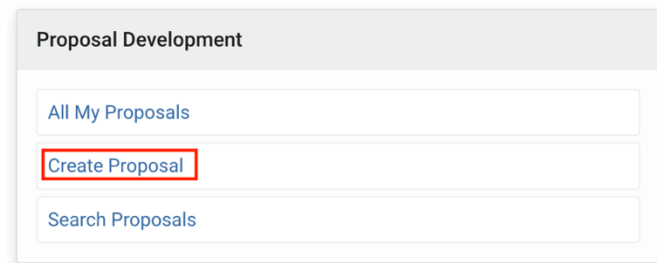 Proposal Development
All My Proposals
Create Proposal
Search Proposals